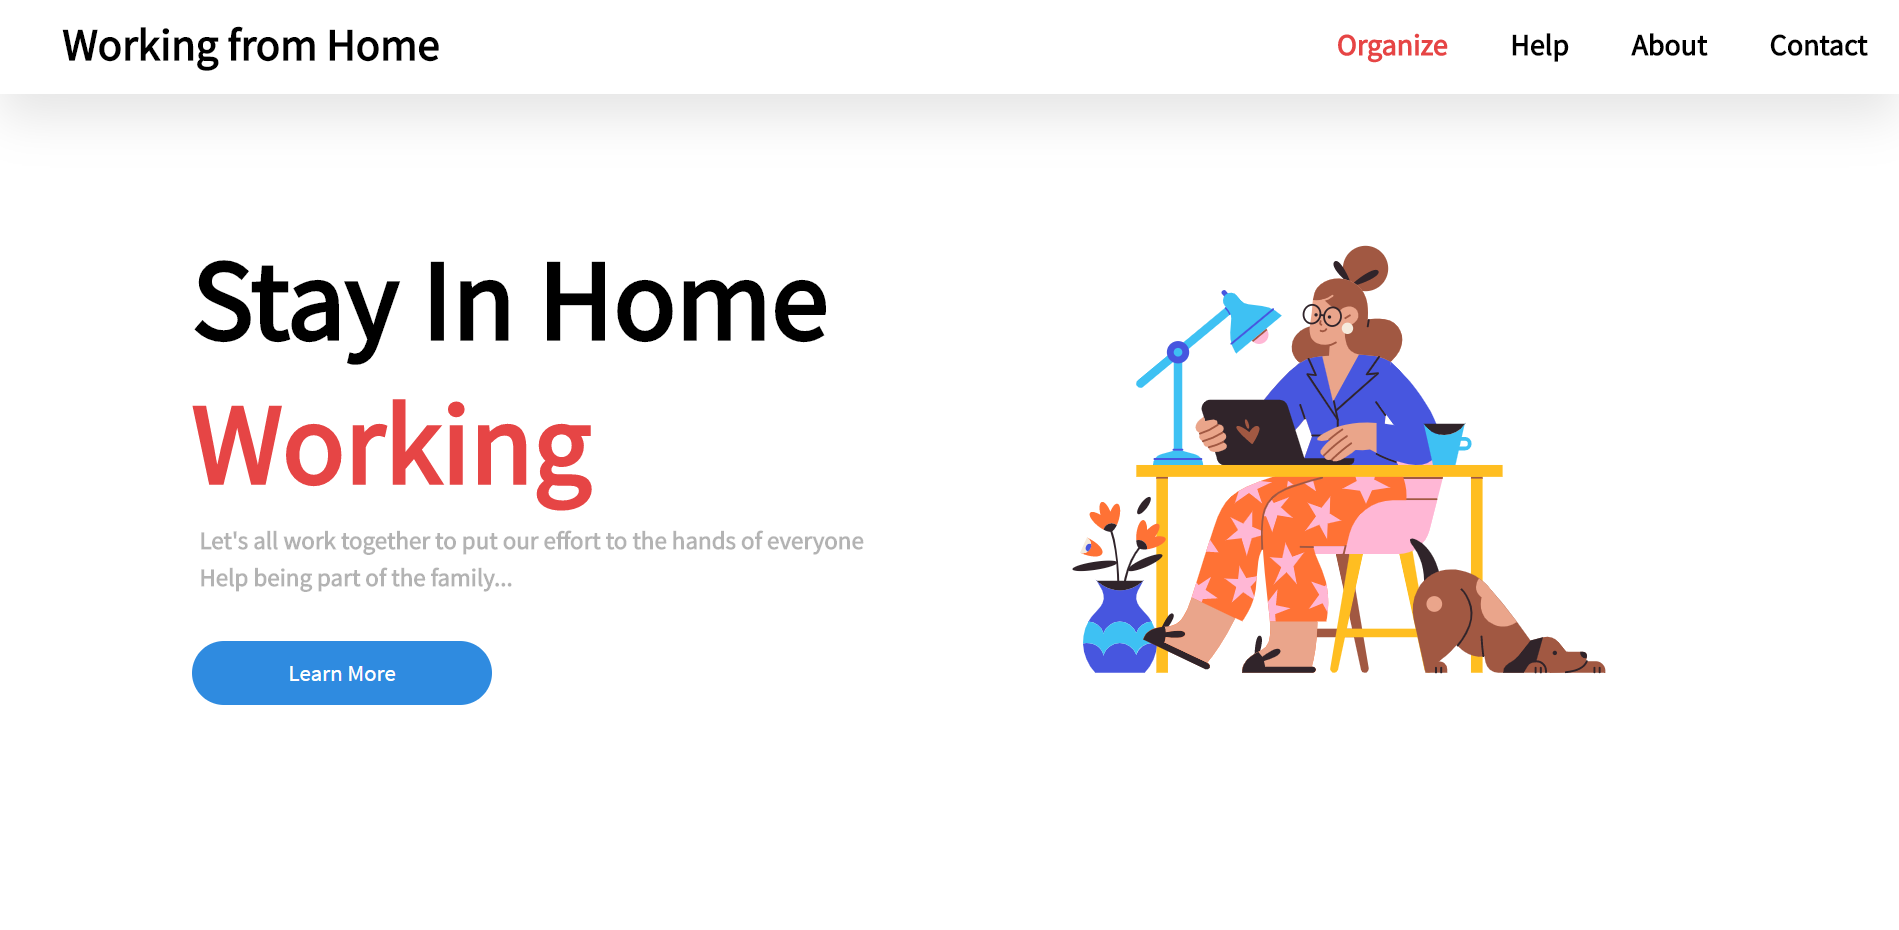 Working from Home
Organize Help About Contact
Stay In Home
Working
Let's all work together to put our effort to the hands of everyone
Help being part of the family...
Learn More